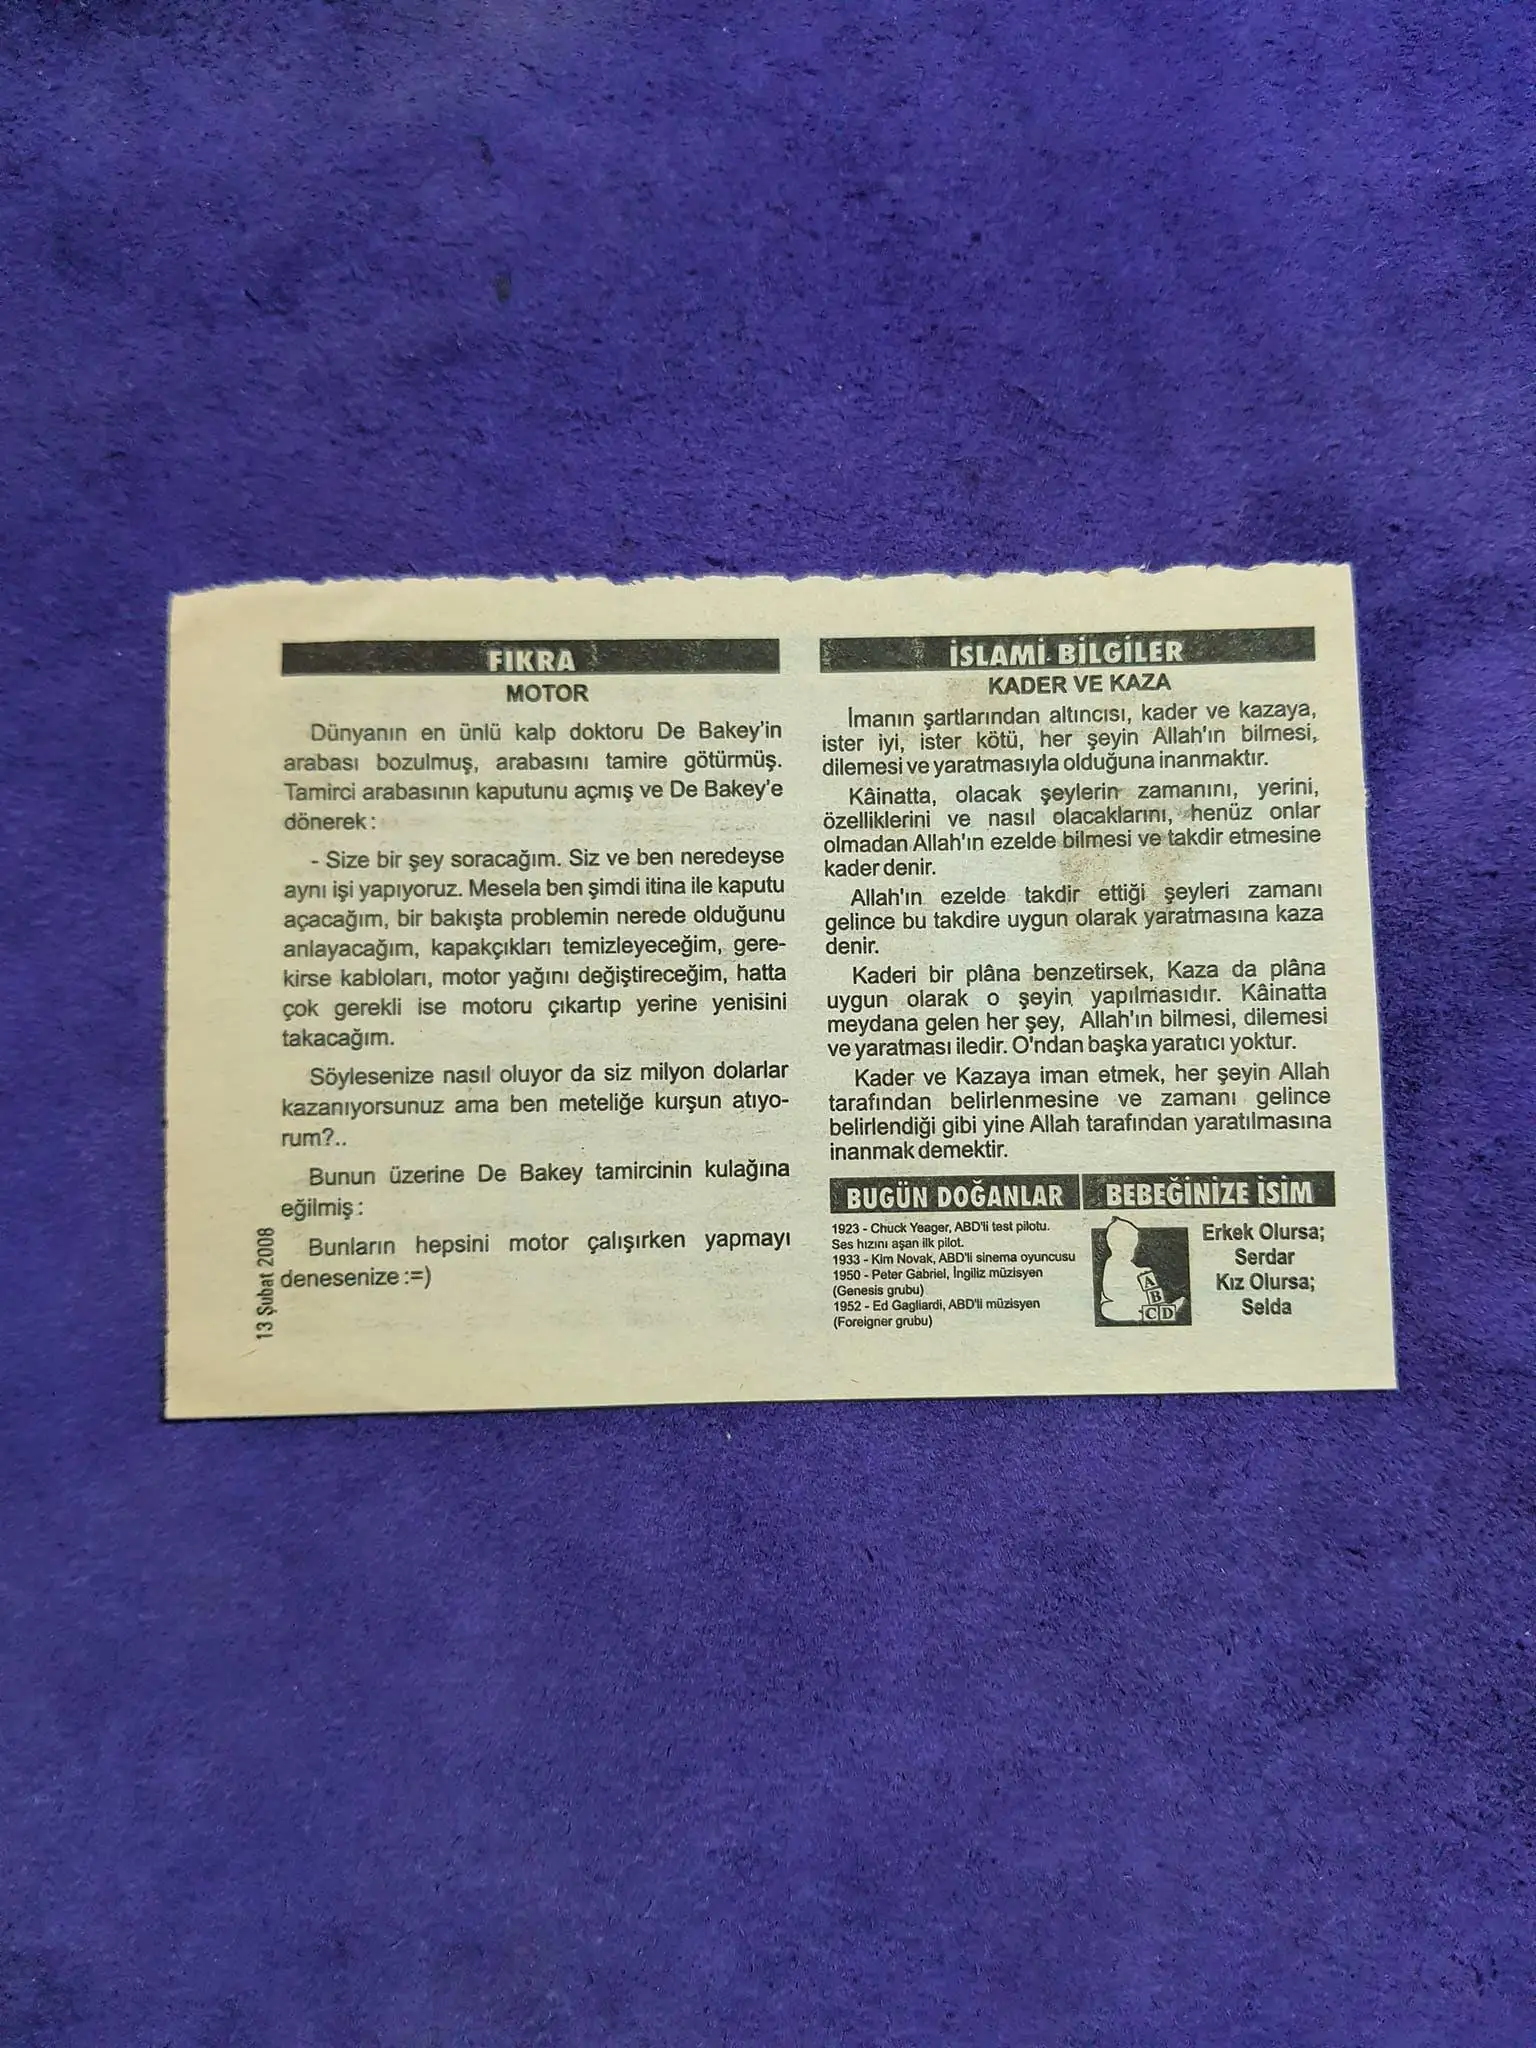 FIKRA
MOTOR
Dünyanın en ünlü kalp doktoru De Bakey'in
arabası bozulmuş, arabasını tamire götürmüş.
Tamirci arabasının kaputunu açmış ve De Bakey'e
dönerek:
- Size bir şey soracağım. Siz ve ben neredeyse
aynı işi yapıyoruz. Mesela ben şimdi itina ile kaputu
açacağım, bir bakışta problemin nerede olduğunu
anlayacağım, kapakçıkları temizleyeceğim, gere-
kirse kabloları, motor yağını değiştireceğim, hatta
çok gerekli ise motoru çıkartıp yerine yenisini
takacağım.
Söylesenize nasıl oluyor da siz milyon dolarlar
kazanıyorsunuz ama ben meteliğe kurşun atıyo-
rum?..
Bunun üzerine De Bakey tamircinin kulağına
eğilmiş:
Bunların hepsini motor çalışırken yapmayı
denesenize:=)
13 Şubat 2008
İSLAMİ BİLGİLER
KADER VE KAZA
İmanın şartlarından altıncısı, kader ve kazaya,
ister iyi, ister kötü, her şeyin Allah'ın bilmesi,
dilemesi ve yaratmasıyla olduğuna inanmaktır.
Kâinatta, olacak şeylerin zamanını, yerini,
özelliklerini ve nasıl olacaklarını, henüz onlar
olmadan Allah'ın ezelde bilmesi ve takdir etmesine
kader denir.
Allah'ın ezelde takdir ettiği şeyleri zamanı
gelince bu takdire uygun olarak yaratmasına kaza
denir.
Kaderi bir plâna benzetirsek, Kaza da plâna
uygun olarak o şeyin yapılmasıdır. Kâinatta
meydana gelen her şey, Allah'ın bilmesi, dilemesi
ve yaratması iledir. O'ndan başka yaratıcı yoktur.
Kader ve Kazaya iman etmek, her şeyin Allah
tarafından belirlenmesine ve zamanı gelince
belirlendiği gibi yine Allah tarafından yaratılmasına
inanmak demektir.
BUGÜN DOĞANLAR
1923 - Chuck Yeager, ABD'li test pilotu.
Ses hızını aşan ilk pilot.
1933 - Kim Novak, ABD'li sinema oyuncusu
1950 - Peter Gabriel, İngiliz müzisyen
(Genesis grubu)
1952 - Ed Gagliardi, ABD'li müzisyen
(Foreigner grubu)
BEBEĞİNİZE İSİM
A
B
C D
Erkek Olursa;
Serdar
Kız Olursa;
Selda